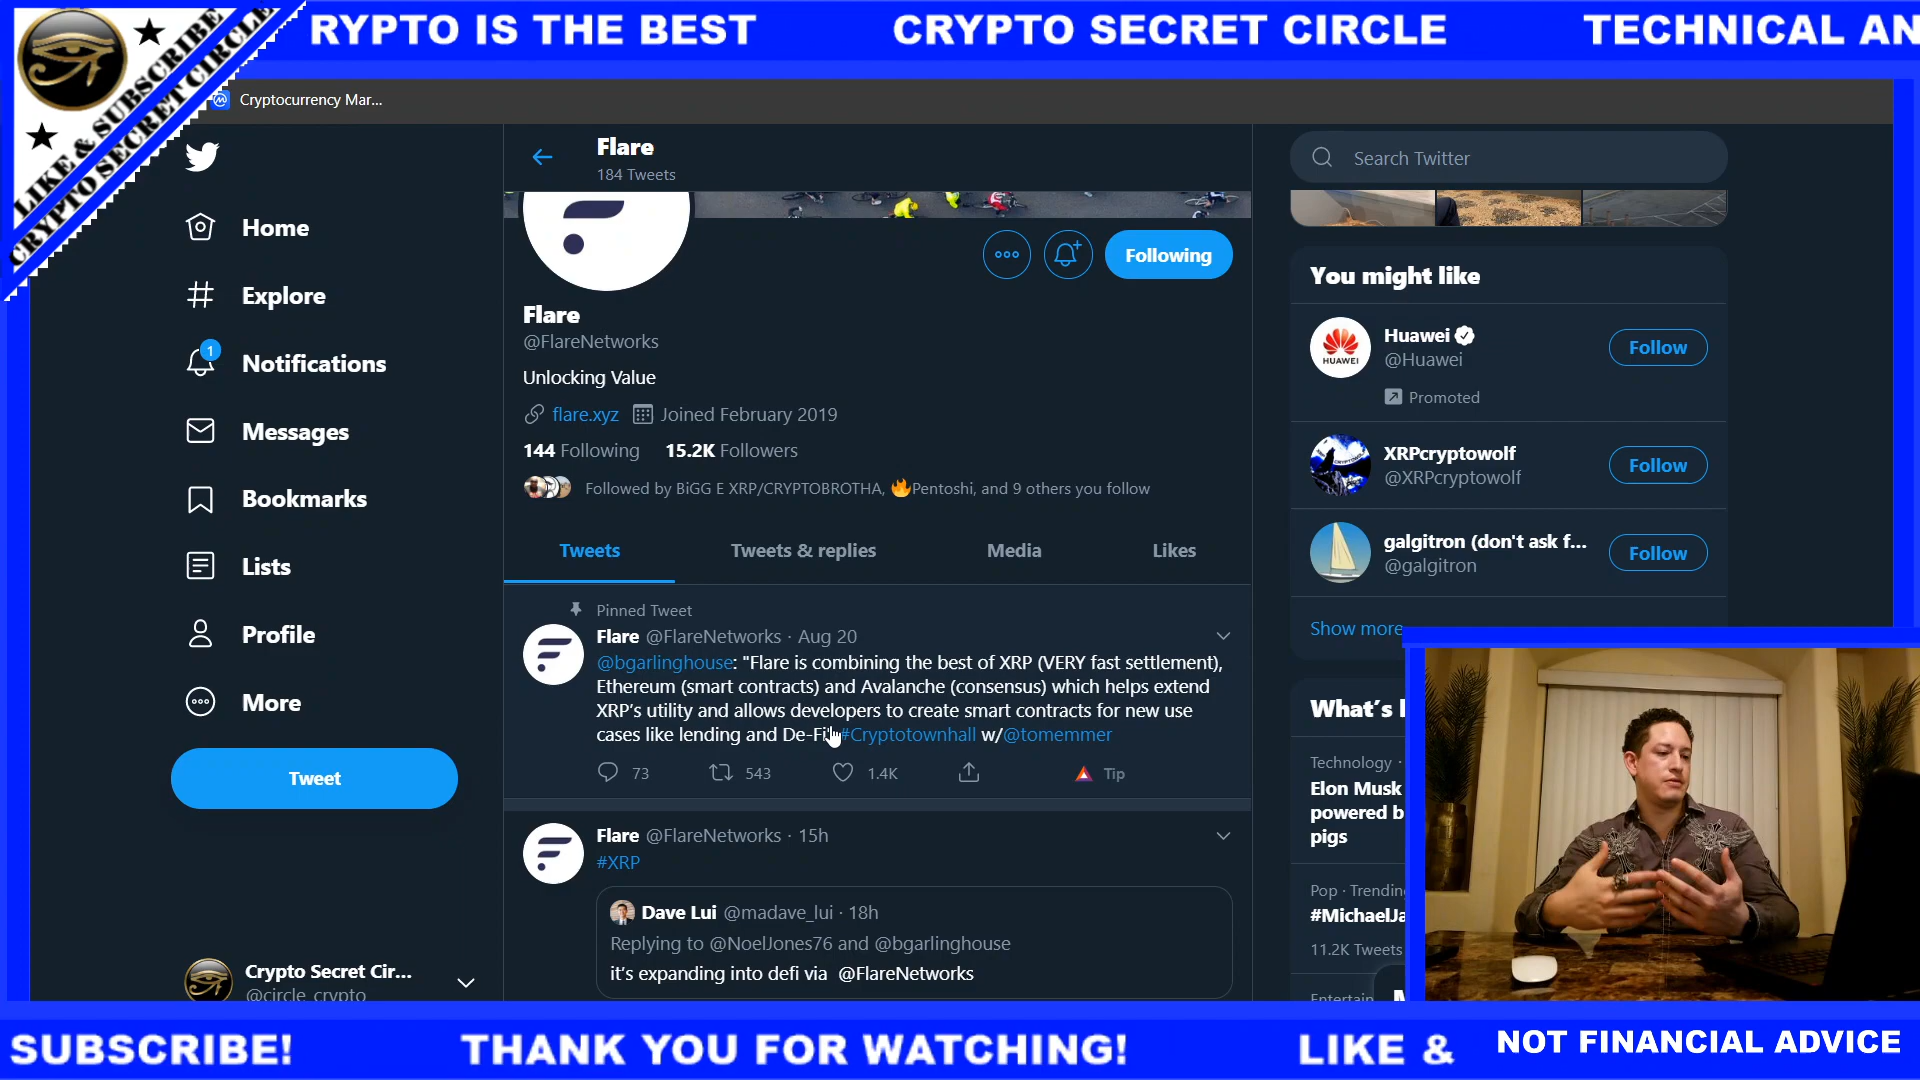 RYPTO IS THE BEST CRYPTO SECRET CIRCLE TECHNICAL AN
LIKE & SUBSCRIBE
CRYPTO SECRET CIRCLE
Cryptocurrency Mar...
Home
Explore
1
Notifications
Messages
Bookmarks
Lists
Profile
More
Tweet
Crypto Secret Cir...
@circle_crypto
Flare
184 Tweets
Following
Flare
@FlareNetworks
Unlocking Value
flare.xyz Joined February 2019
144 Following 15.2K Followers
Followed by BiGG E XRP/CRYPTOBROTHA, 🔥Pentoshi, and 9 others you follow
Tweets Tweets & replies Media Likes
Pinned Tweet
Flare @FlareNetworks · Aug 20
@bgarlinghouse: "Flare is combining the best of XRP (VERY fast settlement),
Ethereum (smart contracts) and Avalanche (consensus) which helps extend
XRP's utility and allows developers to create smart contracts for new use
cases like lending and De-Fi #Cryptotownhall w/@tomemmer
73 543 1.4K Tip
Flare @FlareNetworks · 15h
#XRP
Dave Lui @madave_lui · 18h
Replying to @NoelJones76 and @bgarlinghouse
it's expanding into defi via @FlareNetworks
Search Twitter
You might like
Huawei
@Huawei
Follow
Promoted
HUAWEI
XRPcryptowolf
@XRPcryptowolf
Follow
galgitron (don't ask f...
@galgitron
Follow
Show more
What's
Technology ·
Elon Musk
powered b
pigs
Pop · Trending
#MichaelJa
11.2K Tweets
Entertain
SUBSCRIBE! THANK YOU FOR WATCHING! LIKE &
NOT FINANCIAL ADVICE